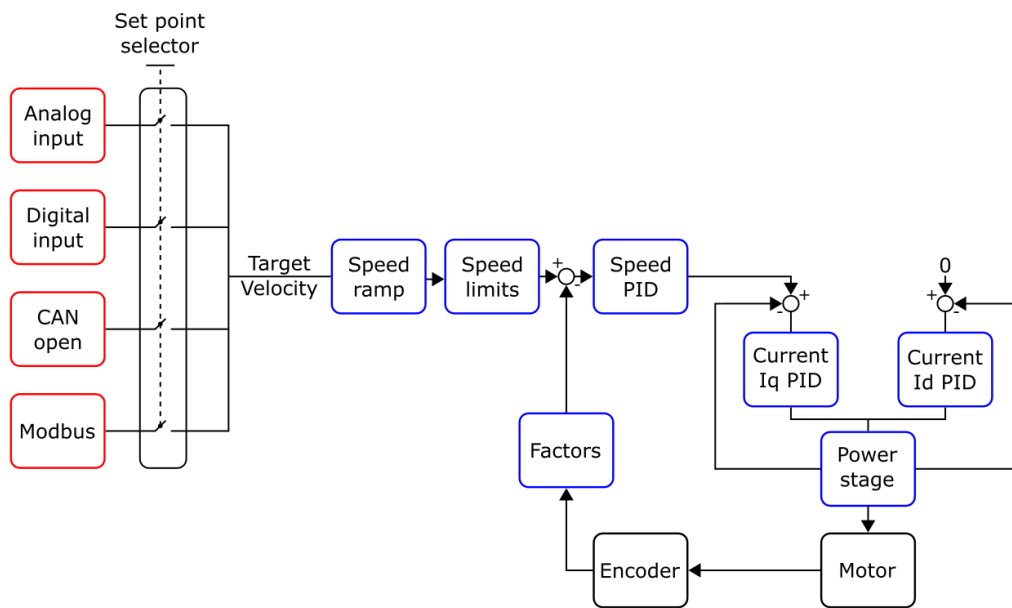 Set point
selector
Analog
input
Digital
input
CAN
open
Modbus
Target
Velocity
Speed
ramp
Speed
limits
+
-
Speed
PID
+
-
0
+
-
Current
Iq PID
Current
Id PID
Factors
Power
stage
Encoder
Motor